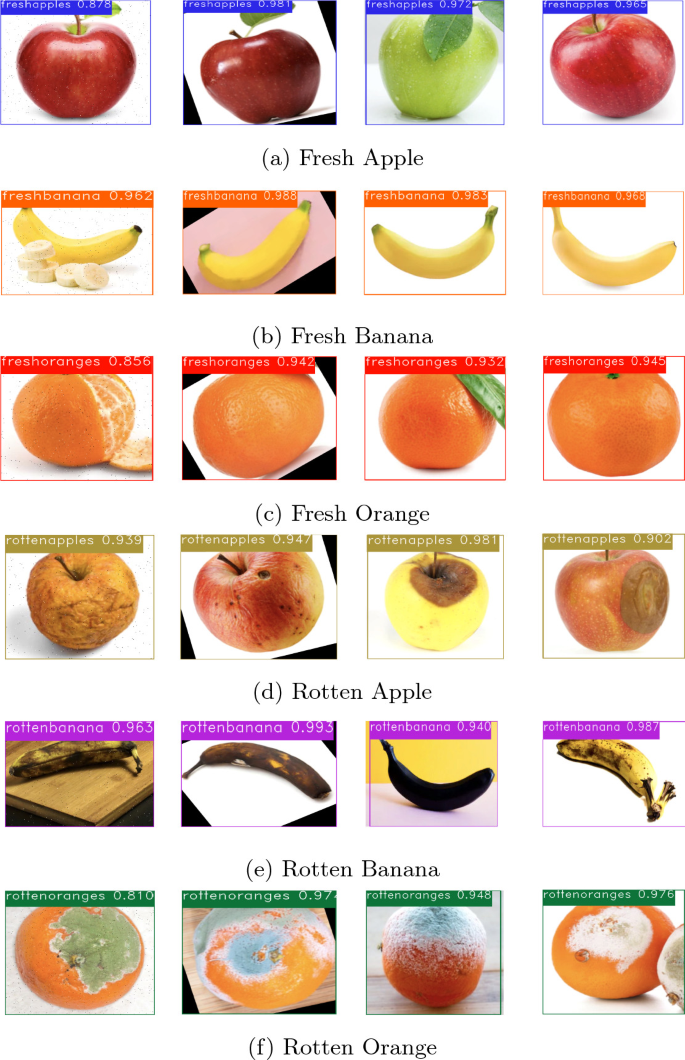 freshapples 0.878
freshapples 0.981
freshapples 0.972
freshapples 0.965
(a) Fresh Apple
freshbanana 0.962
freshbanana 0.988
freshbanana 0.983
freshbanana 0.968
(b) Fresh Banana
freshoranges 0.856
freshoranges 0.942
freshoranges 0.932
freshoranges 0.945
(c) Fresh Orange
rottenapples 0.939
rottenapples 0.947
rottenapples 0.981
rottenapples 0.902
(d) Rotten Apple
rottenbanana 0.963
rottenbanana 0.993
rottenbanana 0.940
rottenbanana 0.987
(e) Rotten Banana
rottenoranges 0.810
rottenoranges 0.97
rottenoranges 0.948
rottenoranges 0.976
(f) Rotten Orange